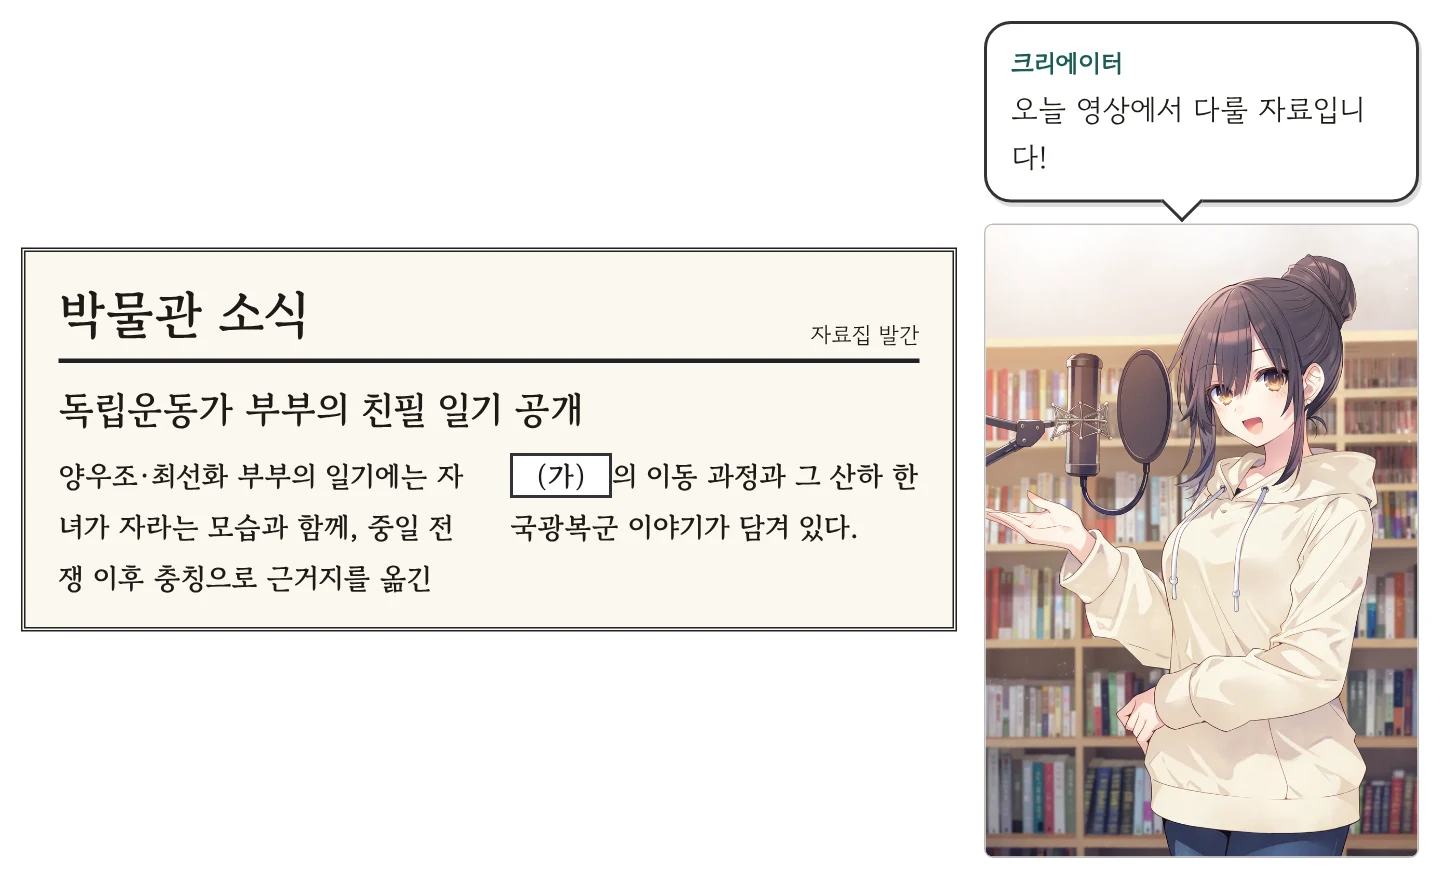 박물관 소식
자료집 발간
독립운동가 부부의 친필 일기 공개
양우조·최선화 부부의 일기에는 자
녀가 자라는 모습과 함께, 중일 전
쟁 이후 충칭으로 근거지를 옮긴
(가)의 이동 과정과 그 산하 한
국광복군 이야기가 담겨 있다.
크리에이터
오늘 영상에서 다룰 자료입니
다!